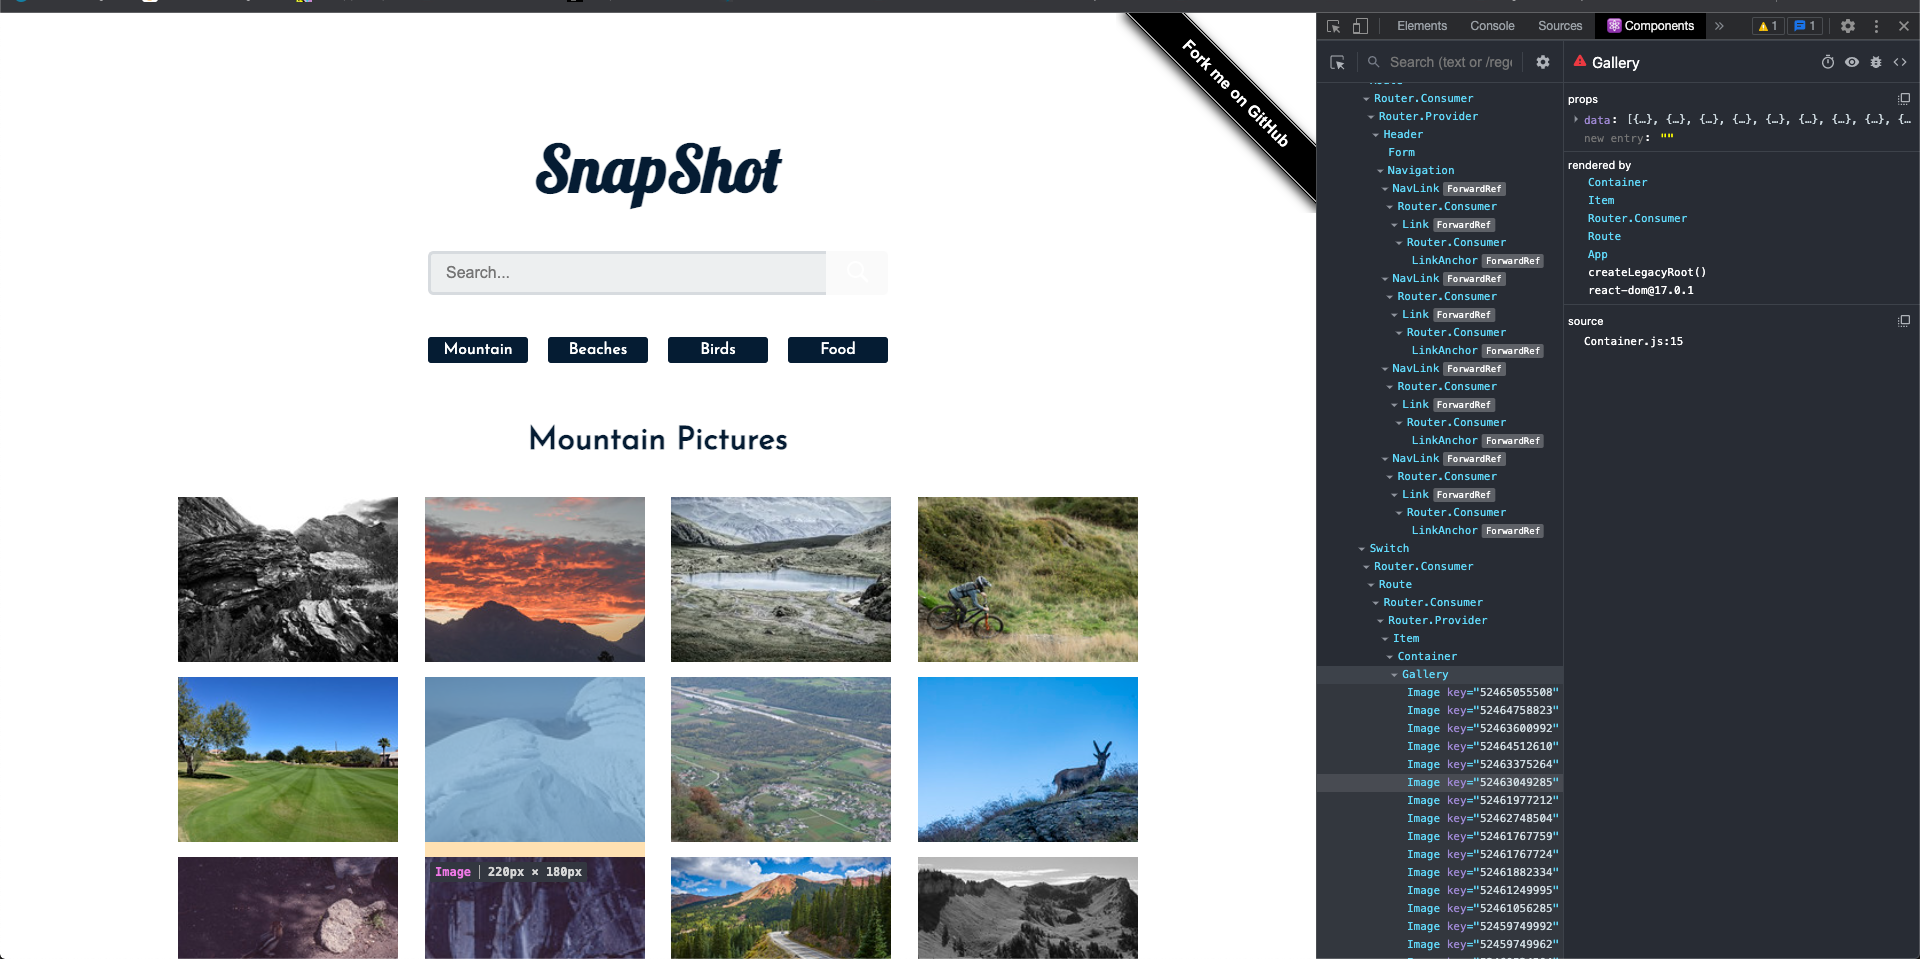 Fork me on GitHub
SnapShot
Search...
Mountain Beaches Birds Food
Mountain Pictures
Image 220px × 180px
Elements Console Sources Components » 1 1
Search (text or /rege
Router.Consumer
Router.Provider
Header
Form
Navigation
NavLink ForwardRef
Router.Consumer
Link ForwardRef
Router.Consumer
LinkAnchor ForwardRef
NavLink ForwardRef
Router.Consumer
Link ForwardRef
Router.Consumer
LinkAnchor ForwardRef
NavLink ForwardRef
Router.Consumer
Link ForwardRef
Router.Consumer
LinkAnchor ForwardRef
NavLink ForwardRef
Router.Consumer
Link ForwardRef
Router.Consumer
LinkAnchor ForwardRef
Switch
Router.Consumer
Route
Router.Consumer
Router.Provider
Item
Container
Gallery
Image key="52465055508"
Image key="52464758823"
Image key="52463600992"
Image key="52464512610"
Image key="52463375264"
Image key="52463049285"
Image key="52461977212"
Image key="52462748504"
Image key="52461767759"
Image key="52461767724"
Image key="52461882334"
Image key="52461249995"
Image key="52461056285"
Image key="52459749992"
Image key="52459749962"
Gallery
props
data: [{…}, {…}, {…}, {…}, {…}, {…}, {…}, {…}, {…
new entry: ""
rendered by
Container
Item
Router.Consumer
Route
App
createLegacyRoot()
react-dom@17.0.1
source
Container.js:15